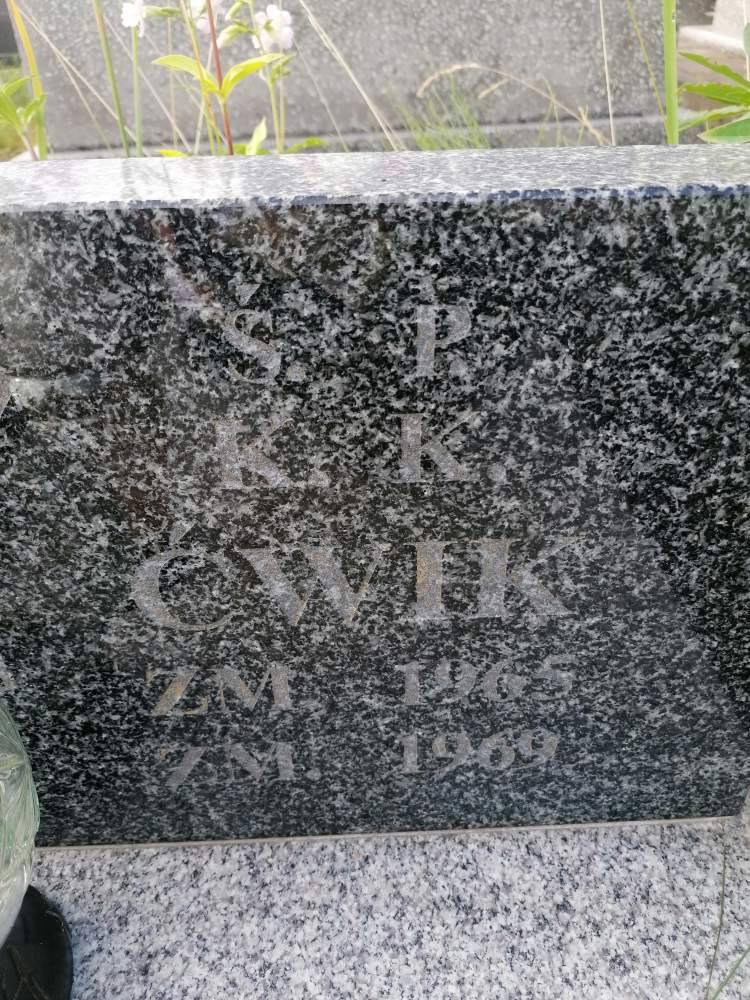 Ś. P.
K. K.
ĆWIK
ZM. 1965
ZM. 1969